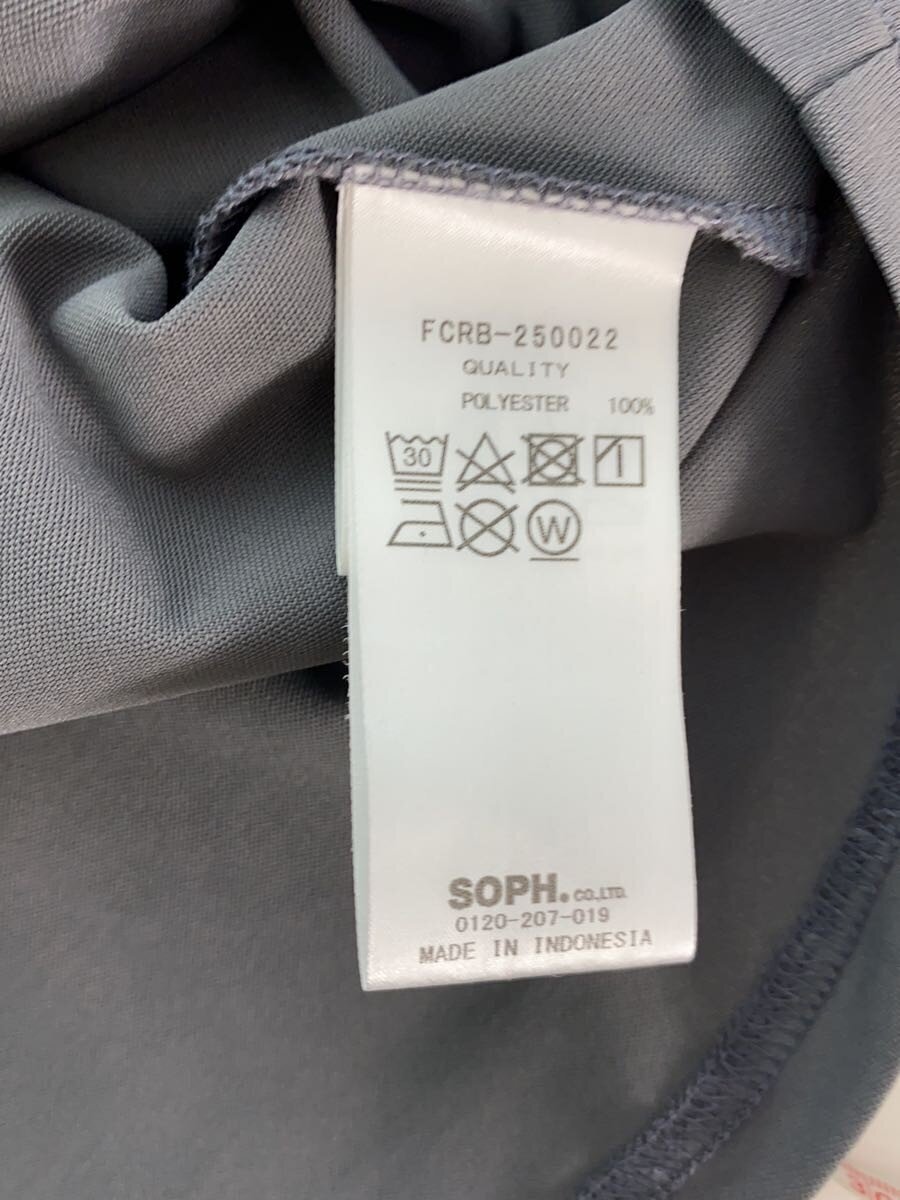 FCRB-250022
QUALITY
POLYESTER 100%
30
W
SOPH. CO.,LTD.
0120-207-019
MADE IN INDONESIA